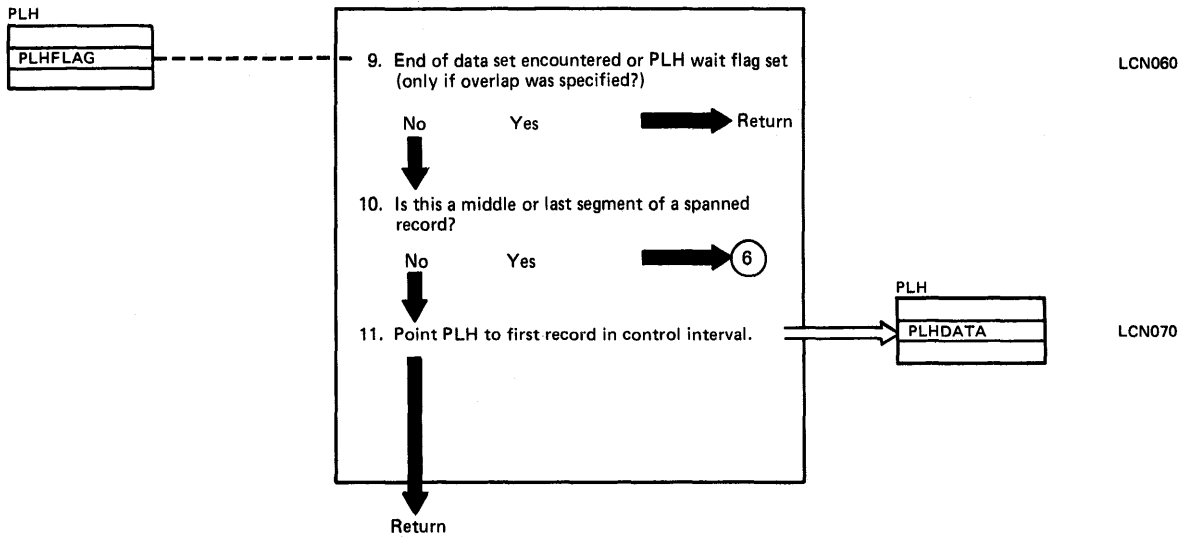 PLH
PLHFLAG
9. End of data set encountered or PLH wait flag set
(only if overlap was specified?)
LCN060
No Yes Return
10. Is this a middle or last segment of a spanned
record?
No Yes 6
PLH
11. Point PLH to first record in control interval.
PLHDATA
LCN070
Return